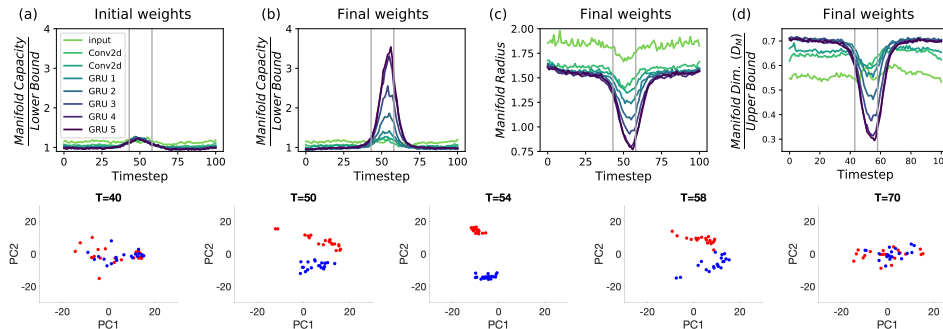 (a) Initial weights
Manifold Capacity
Lower Bound
4
3
2
1
input
Conv2d
Conv2d
GRU 1
GRU 2
GRU 3
GRU 4
GRU 5
0 25 50 75 100
Timestep
(b) Final weights
Manifold Capacity
Lower Bound
4
3
2
1
0 25 50 75 100
Timestep
(c) Final weights
Manifold Radius
2.00
1.75
1.50
1.25
1.00
0.75
0 25 50 75 100
Timestep
(d) Final weights
Manifold Dim. (DM)
Upper Bound
0.7
0.6
0.5
0.4
0.3
0 20 40 60 80 100
Timestep
T=40
PC2
20
0
-20
-20 0 20
PC1
T=50
PC2
20
0
-20
-20 0 20
PC1
T=54
PC2
20
0
-20
-20 0 20
PC1
T=58
PC2
20
0
-20
-20 0 20
PC1
T=70
PC2
20
0
-20
-20 0 20
PC1